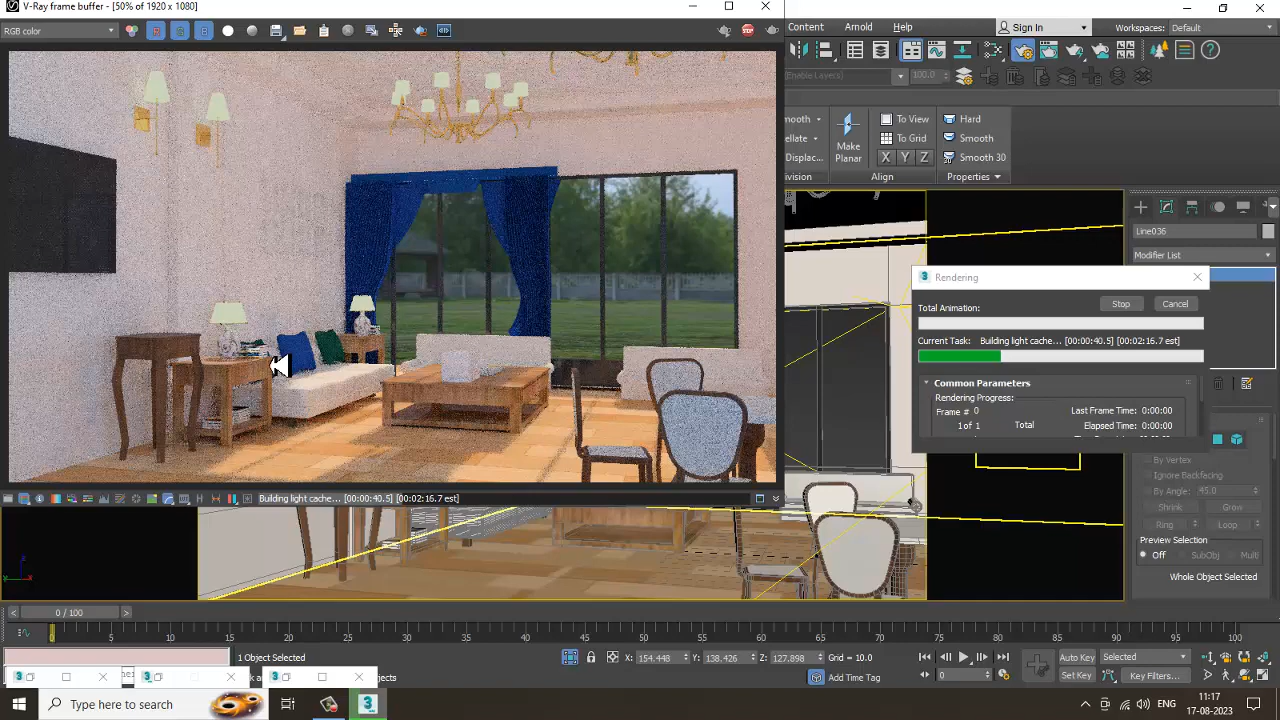 V-Ray frame buffer - [50% of 1920 x 1080]
RGB color
Content
Arnold
Help
Sign In
Workspaces: Default
(Enable Layers)
100.0
To View
Hard
To Grid
Smooth
Displac...
Make
Planar
X Y Z
Smooth 30
Align
Properties
Line036
Modifier List
Rendering
Total Animation:
Stop
Cancel
Current Task: Building light cache... [00:00:40.5] [00:02:16.7 est]
Common Parameters
Rendering Progress:
Frame # 0
Last Frame Time: 0:00:00
1 of 1
Total
Elapsed Time: 0:00:00
By Vertex
Ignore Backfacing
By Angle: 45.0
Shrink
Grow
Ring
Loop
Preview Selection
Off
SubObj
Multi
Whole Object Selected
Building light cache... [00:00:40.5] [00:02:16.7 est]
0 / 100
0 5 10 15 20 25 30 35 40 45 50 55 60 65 70 75 80 85 90 95 100
1 Object Selected
X: 154.448
Y: 138.426
Z: 127.898
Grid = 10.0
Add Time Tag
Auto Key
Selected
Set Key
Key Filters...
0
Type here to search
ENG
11:17
17-08-2023